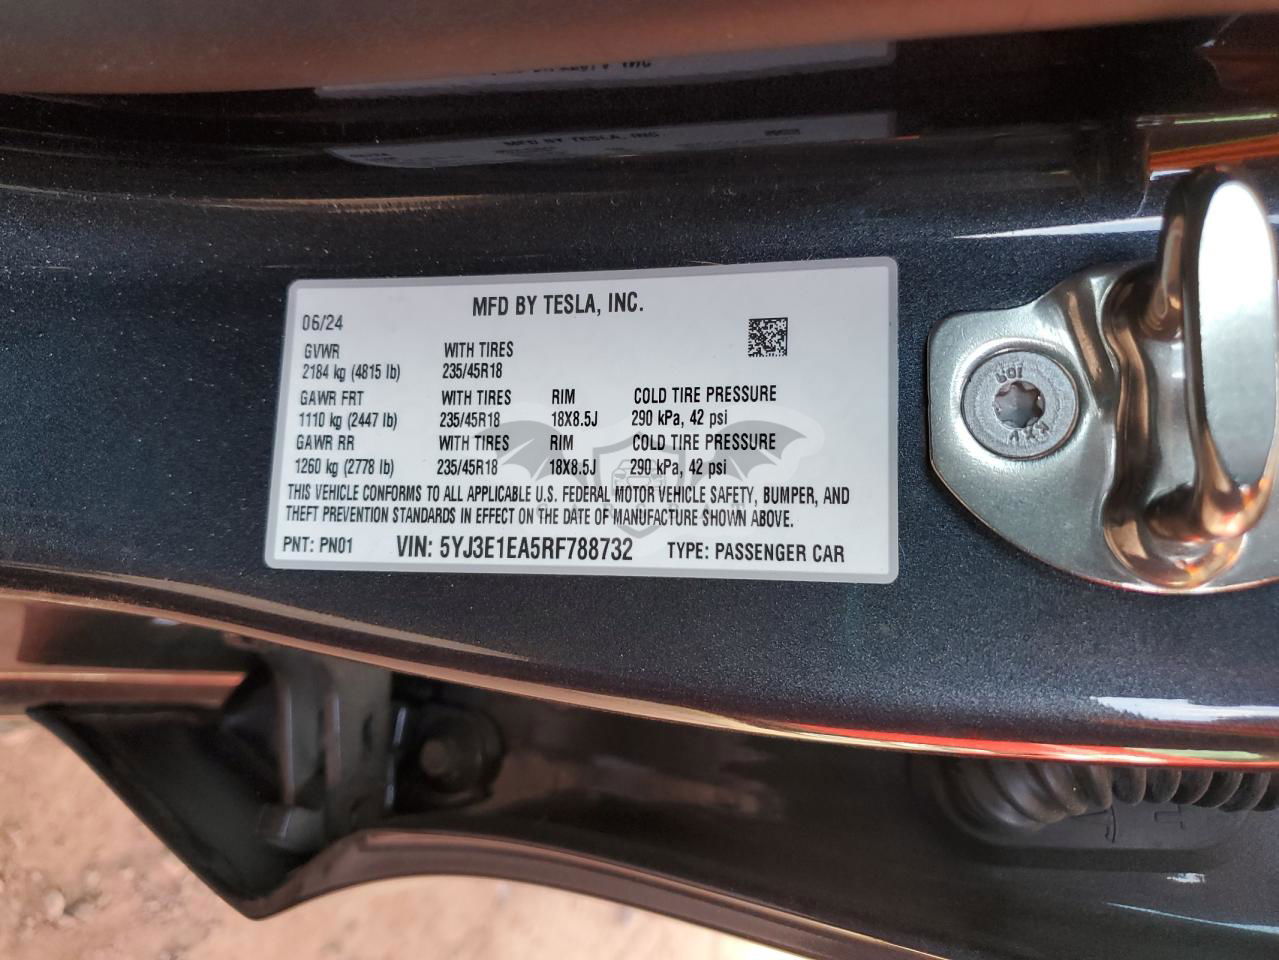 MFD BY TESLA, INC.
06/24
GVWR WITH TIRES
2184 kg (4815 lb) 235/45R18
GAWR FRT WITH TIRES RIM COLD TIRE PRESSURE
1110 kg (2447 lb) 235/45R18 18X8.5J 290 kPa, 42 psi
GAWR RR WITH TIRES RIM COLD TIRE PRESSURE
1260 kg (2778 lb) 235/45R18 18X8.5J 290 kPa, 42 psi
THIS VEHICLE CONFORMS TO ALL APPLICABLE U.S. FEDERAL MOTOR VEHICLE SAFETY, BUMPER, AND
THEFT PREVENTION STANDARDS IN EFFECT ON THE DATE OF MANUFACTURE SHOWN ABOVE.
PNT: PN01 VIN: 5YJ3E1EA5RF788732 TYPE: PASSENGER CAR